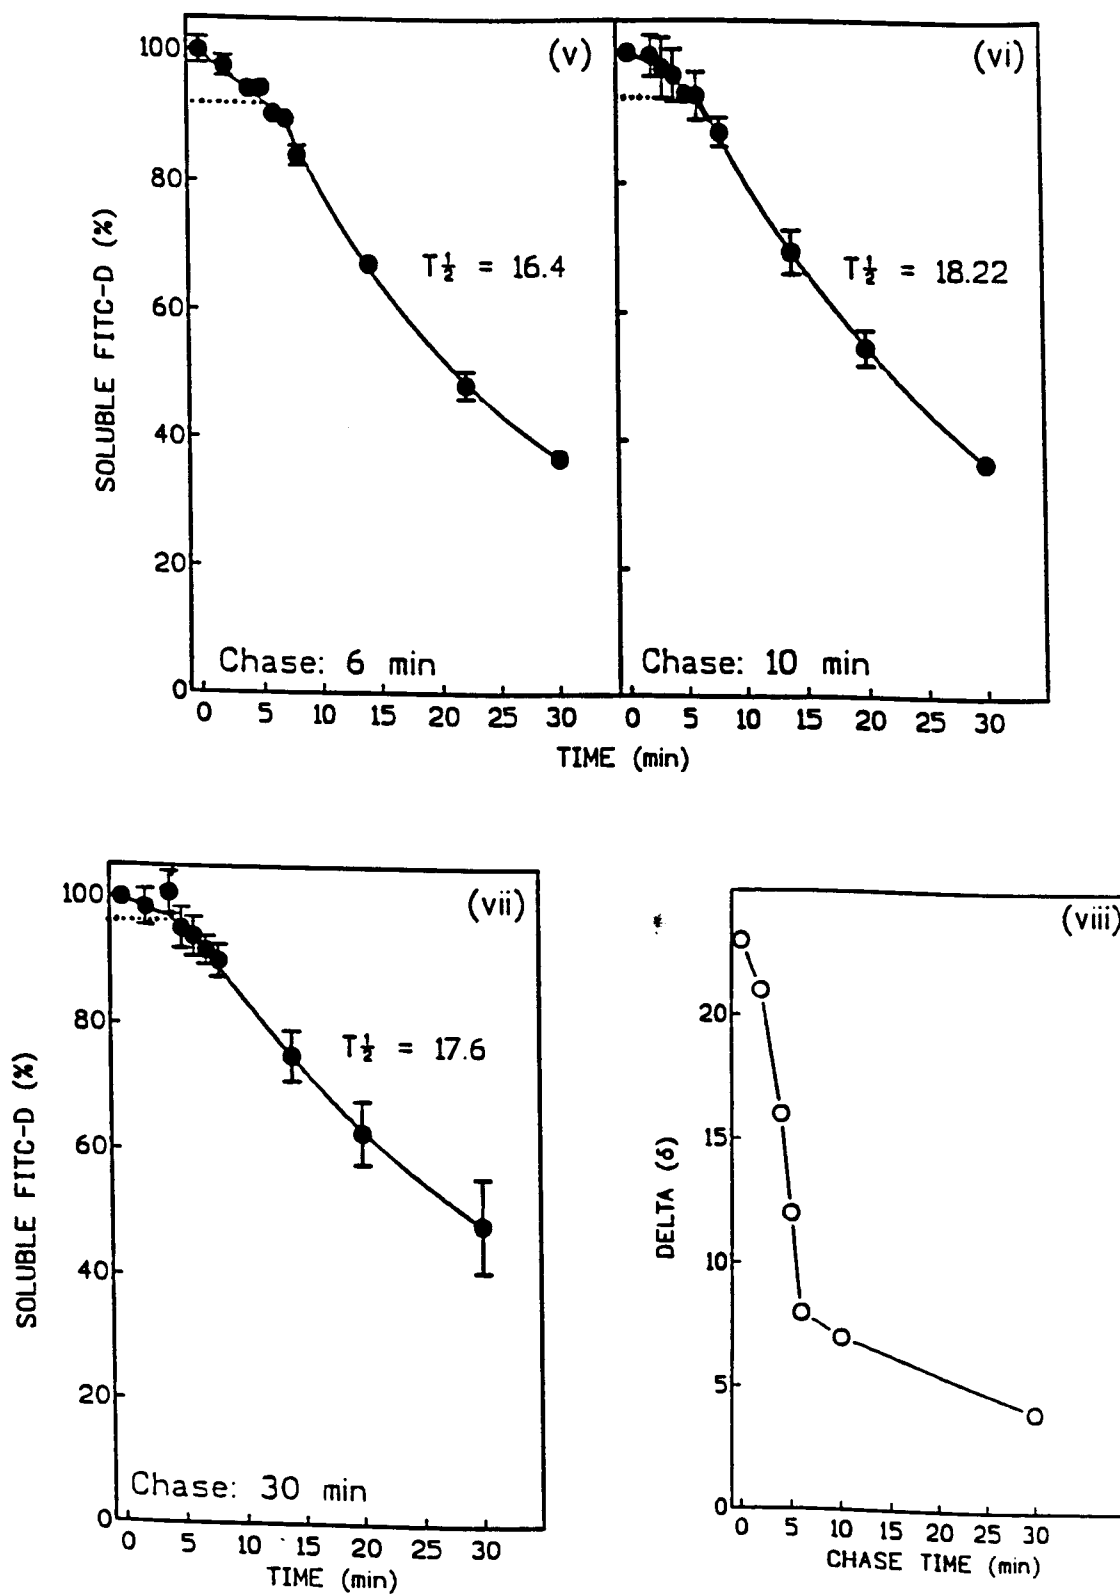 (v)
(vi)
100
80
60
40
20
0
SOLUBLE FITC-D (%)
T½ = 16.4
T½ = 18.22
Chase: 6 min
Chase: 10 min
0 5 10 15 20 25 30
0 5 10 15 20 25 30
TIME (min)
(vii)
100
80
60
40
20
0
SOLUBLE FITC-D (%)
T½ = 17.6
Chase: 30 min
0 5 10 15 20 25 30
TIME (min)
(viii)
20
15
10
5
0
DELTA (δ)
0 5 10 15 20 25 30
CHASE TIME (min)